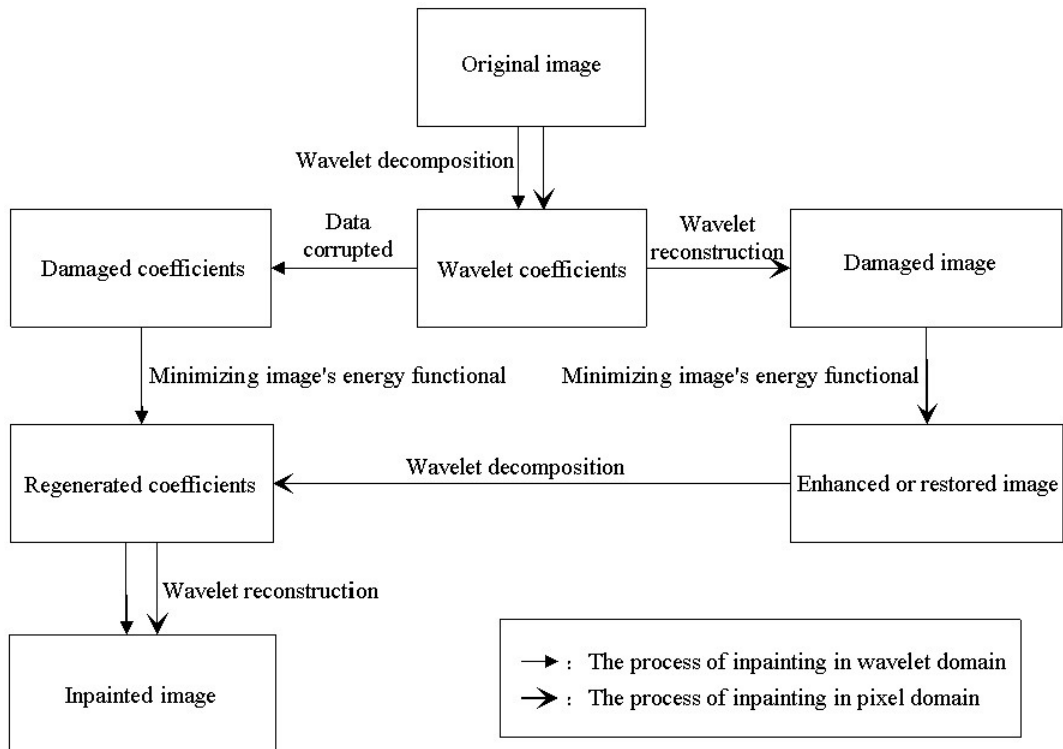 Original image
Wavelet decomposition
Data
corrupted
Wavelet
reconstruction
Damaged coefficients
Wavelet coefficients
Damaged image
Minimizing image's energy functional
Minimizing image's energy functional
Wavelet decomposition
Regenerated coefficients
Enhanced or restored image
Wavelet reconstruction
Inpainted image
: The process of inpainting in wavelet domain
: The process of inpainting in pixel domain